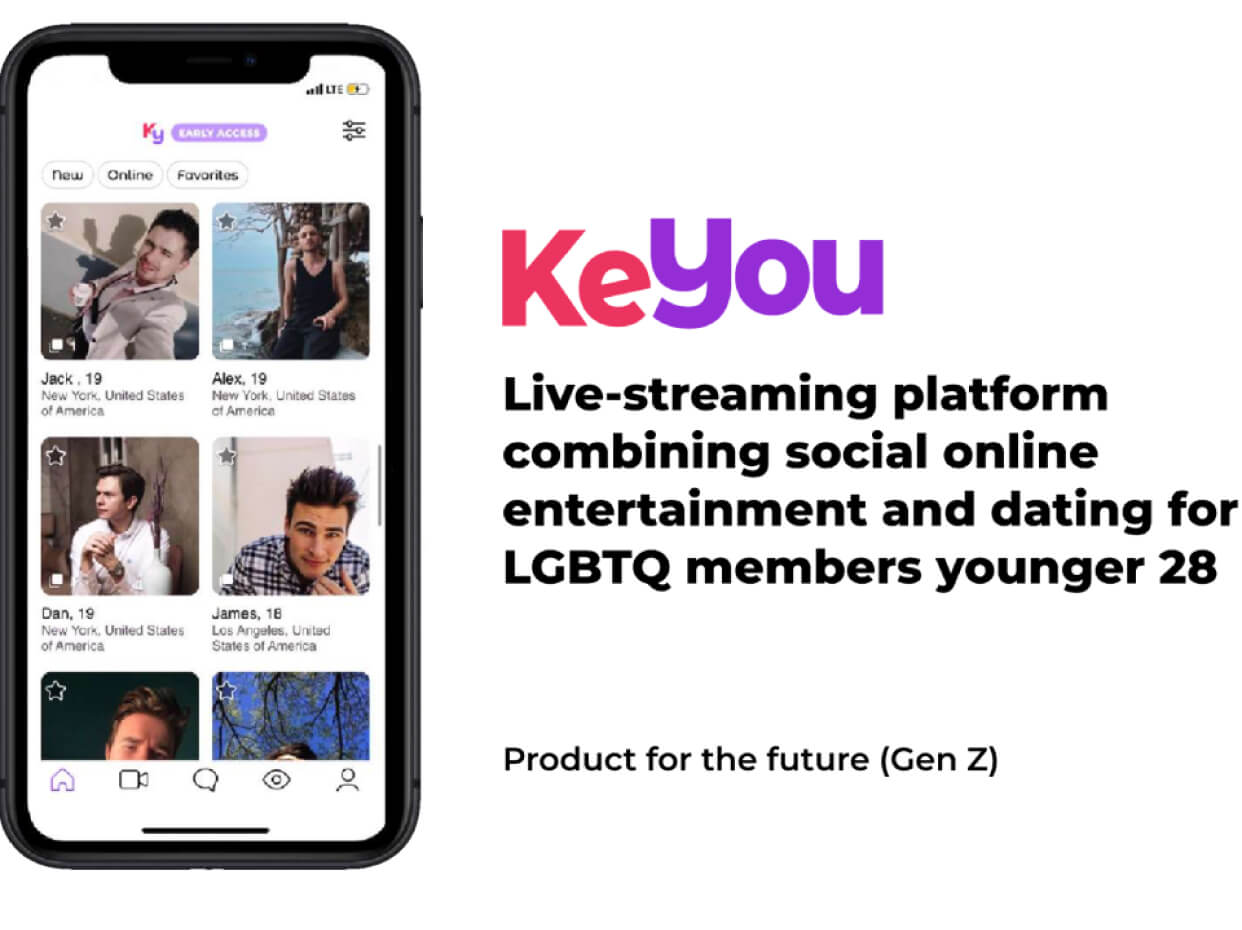 LTE
Ky EARLY ACCESS
New Online Favorites
1
Jack , 19
New York, United States
of America
Alex, 19
New York, United States
of America
Dan, 19
New York, United States
of America
James, 18
Los Angeles, United
States of America
KeYou
Live-streaming platform
combining social online
entertainment and dating for
LGBTQ members younger 28
Product for the future (Gen Z)